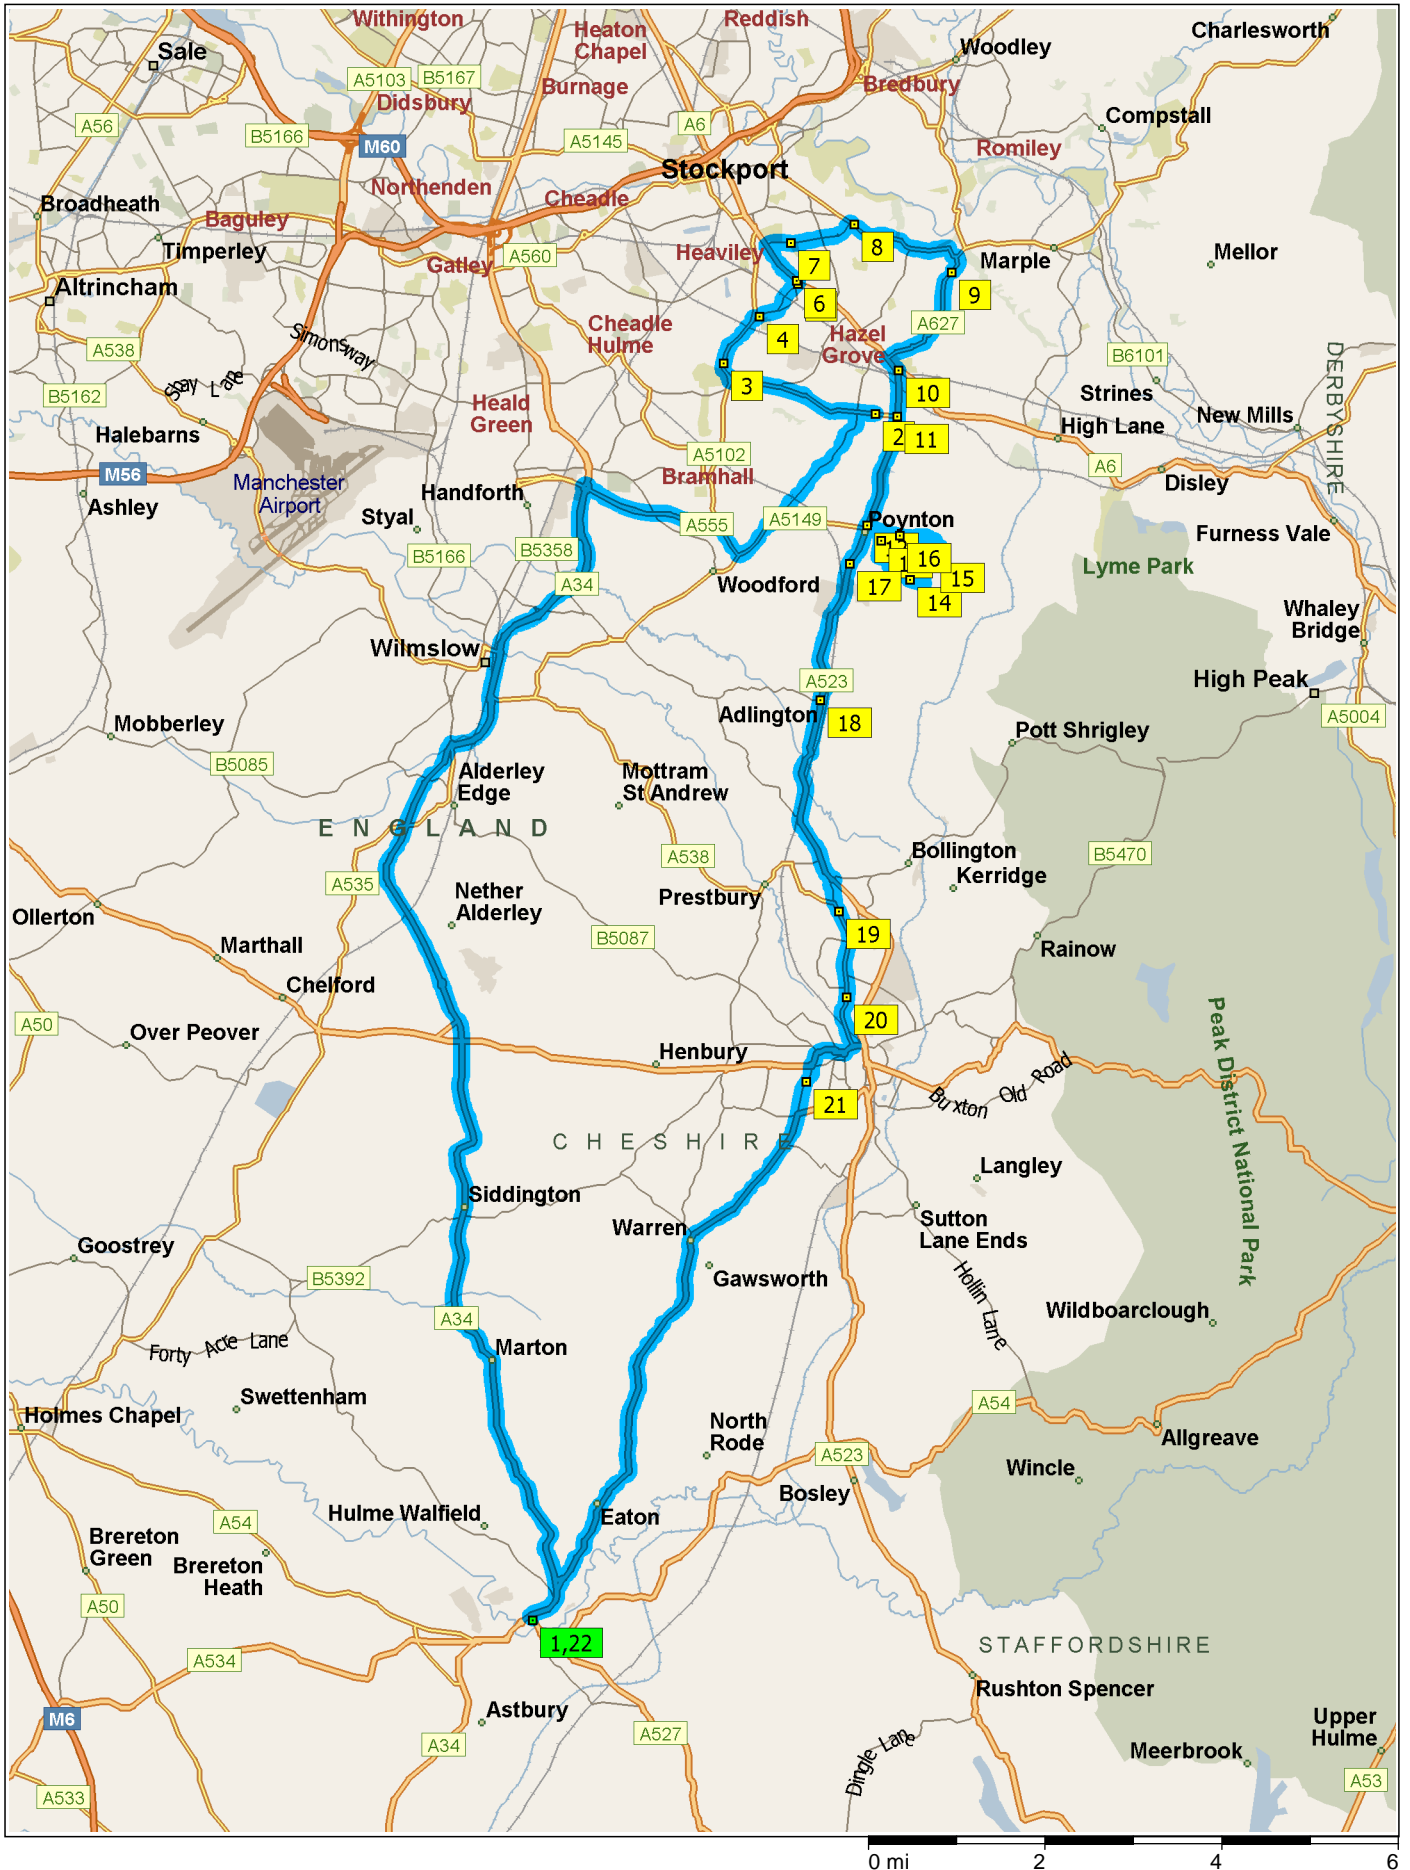 Withington
Heaton
Chapel
Reddish
Woodley
Charlesworth
Sale
A5103
B5167
Didsbury
Burnage
Bredbury
A56
B5166
M60
A5145
A6
Compstall
Romiley
Stockport
Northenden
Cheadle
Broadheath
Baguley
Timperley
Gatley
A560
Heaviley
8
Marple
Mellor
7
Altrincham
9
6
Simonsway
Cheadle
Hulme
4
Hazel
Grove
A627
A538
Shay Lane
B5162
3
B6101
DERBYSHIRE
Strines
10
Heald
Green
New Mills
Halebarns
2
11
High Lane
A5102
A6
M56
Bramhall
Manchester
Airport
Handforth
Disley
Ashley
Styal
A555
A5149
Poynton
Furness Vale
B5166
B5358
16
Lyme Park
A34
Woodford
17
15
14
Whaley
Bridge
Wilmslow
A523
High Peak
Adlington
18
A5004
Mobberley
Pott Shrigley
B5085
Alderley
Edge
Mottram
St Andrew
ENGLAND
A538
Bollington
B5470
Kerridge
A535
Nether
Alderley
Prestbury
Ollerton
B5087
19
Marthall
Rainow
Chelford
Peak District National Park
A50
Over Peover
20
Henbury
Buxton Old Road
21
CHESHIRE
Langley
Siddington
Warren
Sutton
Lane Ends
Goostrey
Gawsworth
B5392
Hollin Lane
Wildboarclough
A34
Forty Acre Lane
Marton
Swettenham
A54
Holmes Chapel
North
Rode
Allgreave
A523
Wincle
Bosley
Hulme Walfield
Eaton
A54
Brereton
Green
Brereton
Heath
A50
1,22
STAFFORDSHIRE
A534
Rushton Spencer
M6
Astbury
A527
Upper
Hulme
A34
Dingle Lane
Meerbrook
A53
A533
0 mi
2
4
6